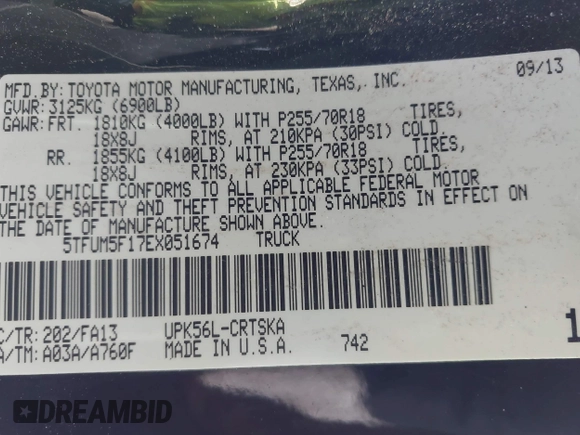 MFD.BY: TOYOTA MOTOR MANUFACTURING, TEXAS,. INC. 09/13
GVWR: 3125KG (6900LB)
GAWR: FRT. 1810KG (4000LB) WITH P255/70R18 TIRES,
18X8J RIMS, AT 210KPA (30PSI) COLD.
RR. 1855KG (4100LB) WITH P255/70R18 TIRES,
18X8J RIMS, AT 230KPA (33PSI) COLD.
THIS VEHICLE CONFORMS TO ALL APPLICABLE FEDERAL MOTOR
VEHICLE SAFETY AND THEFT PREVENTION STANDARDS IN EFFECT ON
THE DATE OF MANUFACTURE SHOWN ABOVE.
5TFUM5F17EX051674 TRUCK
C/TR: 202/FA13 UPK56L-CRTSKA 1
A/TM: A03A/A760F MADE IN U.S.A. 742
DREAMBID